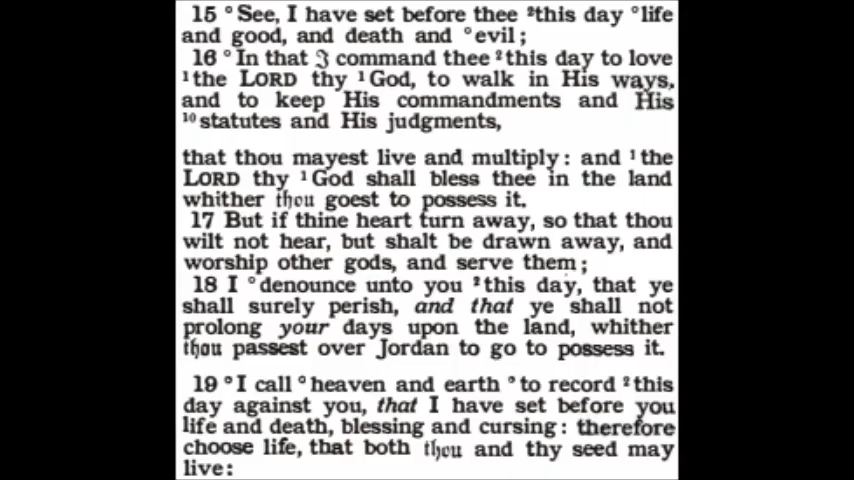 15 °See, I have set before thee ²this day °life
and good, and death and °evil;
16 °In that ℨ command thee ²this day to love
¹the LORD thy ¹God, to walk in His ways,
and to keep His commandments and His
¹⁰statutes and His judgments,
that thou mayest live and multiply: and ¹the
LORD thy ¹God shall bless thee in the land
whither thou goest to possess it.
17 But if thine heart turn away, so that thou
wilt not hear, but shalt be drawn away, and
worship other gods, and serve them;
18 I °denounce unto you ²this day, that ye
shall surely perish, and that ye shall not
prolong your days upon the land, whither
thou passest over Jordan to go to possess it.
19 °I call °heaven and earth °to record ²this
day against you, that I have set before you
life and death, blessing and cursing: therefore
choose life, that both thou and thy seed may
live: